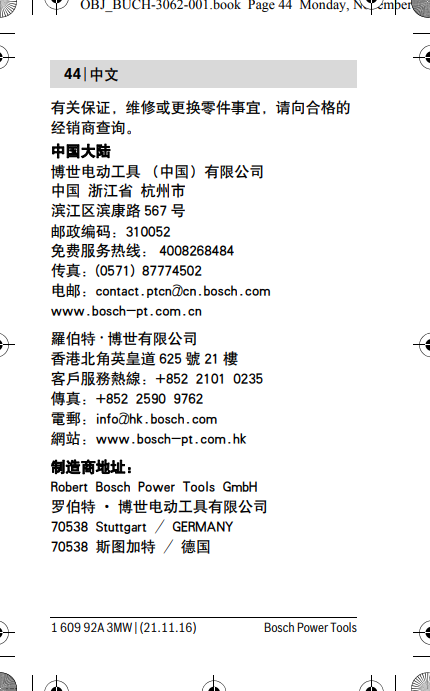 OBJ_BUCH-3062-001.book Page 44 Monday, November
44 | 中文
有关保证，维修或更换零件事宜，请向合格的
经销商查询。
中国大陆
博世电动工具 （中国）有限公司
中国 浙江省 杭州市
滨江区滨康路 567 号
邮政编码：310052
免费服务热线： 4008268484
传真：(0571) 87774502
电邮：contact.ptcn@cn.bosch.com
www.bosch-pt.com.cn
羅伯特·博世有限公司
香港北角英皇道 625 號 21 樓
客戶服務熱線：+852 2101 0235
傳真：+852 2590 9762
電郵：info@hk.bosch.com
網站：www.bosch-pt.com.hk
制造商地址：
Robert Bosch Power Tools GmbH
罗伯特 · 博世电动工具有限公司
70538 Stuttgart / GERMANY
70538 斯图加特 / 德国
1 609 92A 3MW | (21.11.16) Bosch Power Tools